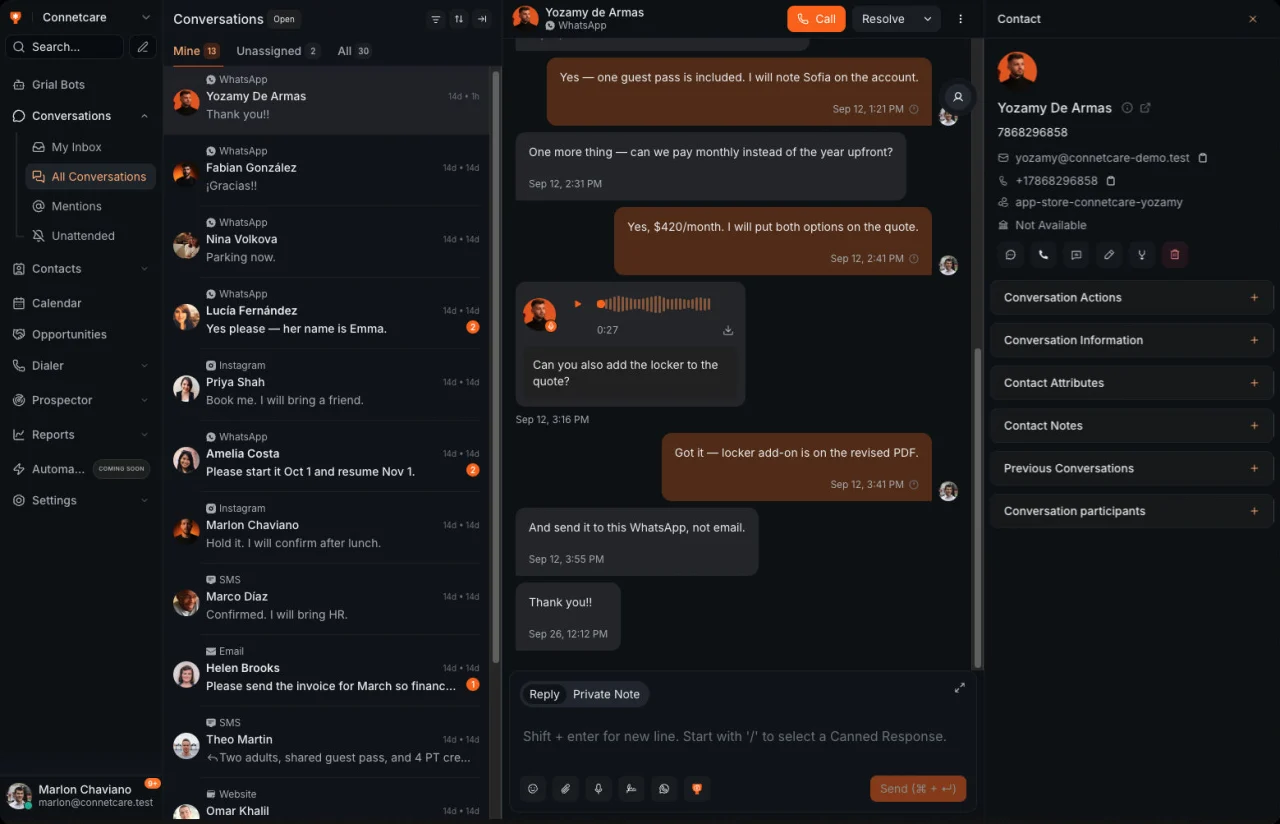 Connetcare
Search...
Grial Bots
Conversations
My Inbox
All Conversations
Mentions
Unattended
Contacts
Calendar
Opportunities
Dialer
Prospector
Reports
Automa... COMING SOON
Settings
9+
Marlon Chaviano
marlon@connetcare.test
Conversations Open
Mine 13 Unassigned 2 All 30
WhatsApp
Yozamy De Armas 14d • 1h
Thank you!!
WhatsApp
Fabian González 14d • 14d
¡Gracias!!
WhatsApp
Nina Volkova 14d • 14d
Parking now.
WhatsApp
Lucía Fernández 14d • 14d
Yes please — her name is Emma. 2
Instagram
Priya Shah 14d • 14d
Book me. I will bring a friend.
WhatsApp
Amelia Costa 14d • 14d
Please start it Oct 1 and resume Nov 1. 2
Instagram
Marlon Chaviano 14d • 14d
Hold it. I will confirm after lunch.
SMS
Marco Díaz 14d • 14d
Confirmed. I will bring HR.
Email
Helen Brooks 14d • 14d
Please send the invoice for March so financ... 1
SMS
Theo Martin 14d • 14d
Two adults, shared guest pass, and 4 PT cre...
Website
Omar Khalil 14d • 14d
Yozamy de Armas
WhatsApp
Call
Resolve
Yes — one guest pass is included. I will note Sofia on the account.
Sep 12, 1:21 PM
One more thing — can we pay monthly instead of the year upfront?
Sep 12, 2:31 PM
Yes, $420/month. I will put both options on the quote.
Sep 12, 2:41 PM
0:27
Can you also add the locker to the
quote?
Sep 12, 3:16 PM
Got it — locker add-on is on the revised PDF.
Sep 12, 3:41 PM
And send it to this WhatsApp, not email.
Sep 12, 3:55 PM
Thank you!!
Sep 26, 12:12 PM
Reply Private Note
Shift + enter for new line. Start with '/' to select a Canned Response.
Send (⌘ + ↵)
Contact
Yozamy De Armas
7868296858
yozamy@connetcare-demo.test
+17868296858
app-store-connetcare-yozamy
Not Available
Conversation Actions +
Conversation Information +
Contact Attributes +
Contact Notes +
Previous Conversations +
Conversation participants +